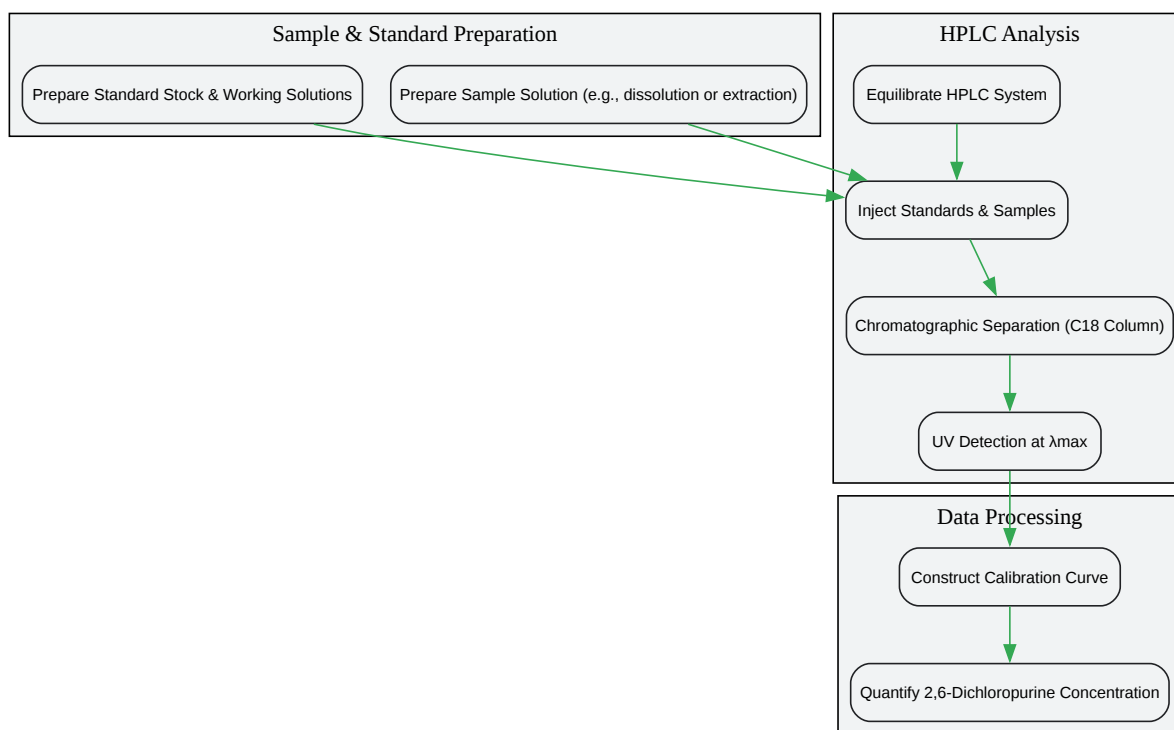 Sample & Standard Preparation
Prepare Standard Stock & Working Solutions
Prepare Sample Solution (e.g., dissolution or extraction)
HPLC Analysis
Equilibrate HPLC System
Inject Standards & Samples
Chromatographic Separation (C18 Column)
UV Detection at λmax
Data Processing
Construct Calibration Curve
Quantify 2,6-Dichloropurine Concentration